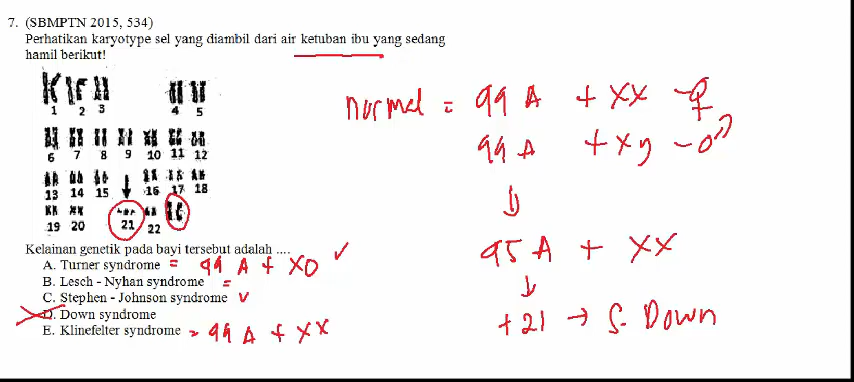 7. (SBMPTN 2015, 534)
Perhatikan karyotype sel yang diambil dari air ketuban ibu yang sedang
hamil berikut!
1 2 3 4 5
6 7 8 9 10 11 12
13 14 15 16 17 18
19 20 21 22
Kelainan genetik pada bayi tersebut adalah ....
A. Turner syndrome = 44 A + XO ✓
B. Lesch - Nyhan syndrome =
C. Stephen - Johnson syndrome v
D. Down syndrome
E. Klinefelter syndrome = 44 A + XX
normal = 44 A + XX - ♀
44 A + xy - ♂
↓
45 A + XX
↓
+21 → S. Down